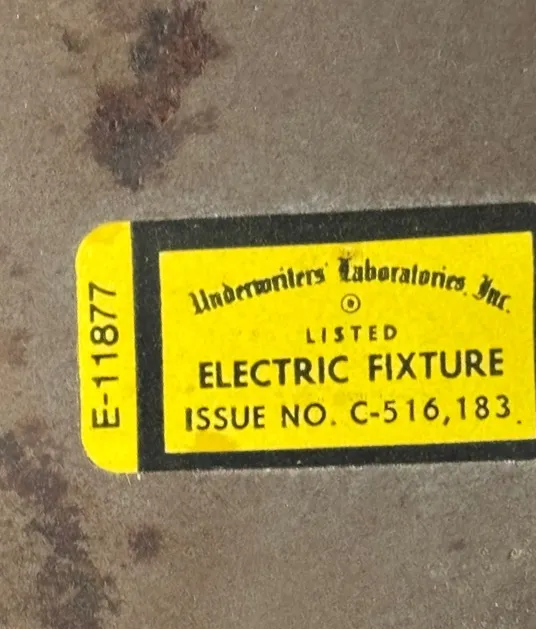 E-11877
Underwriters' Laboratories, Inc.
LISTED
ELECTRIC FIXTURE
ISSUE NO. C-516,183.